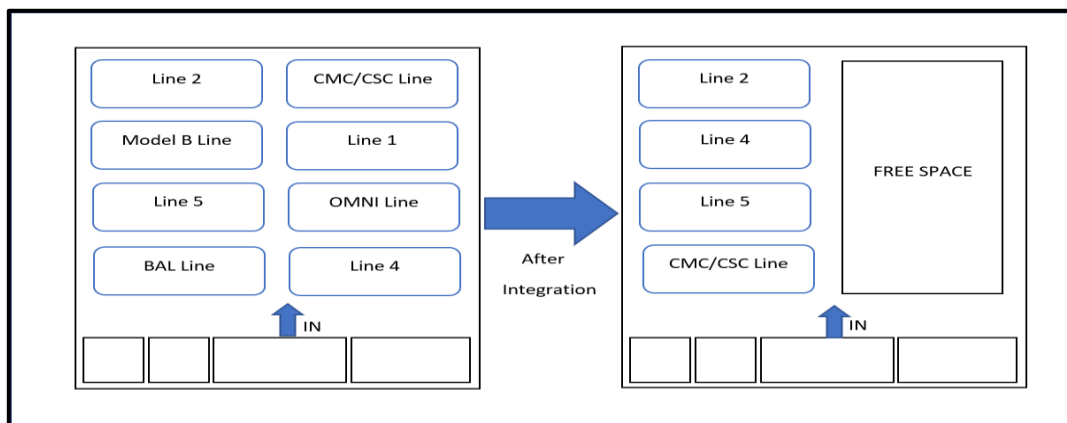 Line 2
CMC/CSC Line
Model B Line
Line 1
Line 5
OMNI Line
BAL Line
Line 4
IN
After
Integration
Line 2
Line 4
Line 5
CMC/CSC Line
FREE SPACE
IN